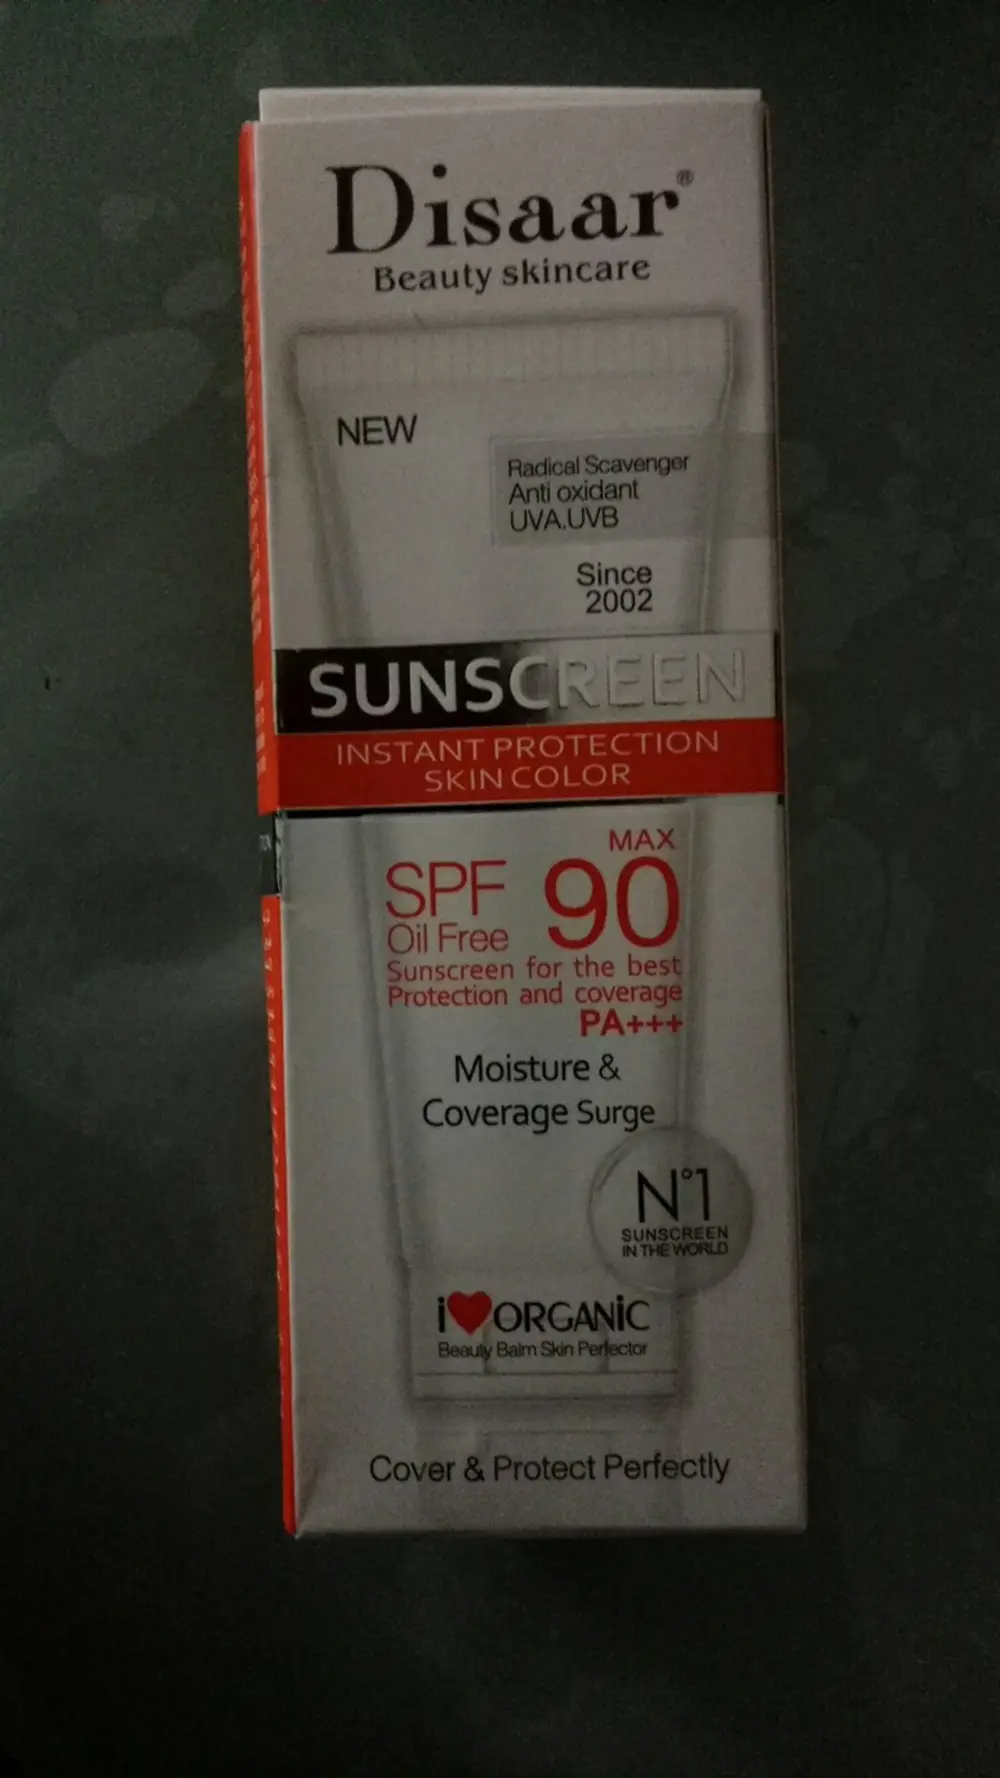 Disaar®
Beauty skincare
NEW
Radical Scavenger
Anti oxidant
UVA.UVB
Since
2002
SUNSCREEN
INSTANT PROTECTION
SKIN COLOR
MAX
SPF 90
Oil Free
Sunscreen for the best
Protection and coverage
PA+++
Moisture &
Coverage Surge
N°1
SUNSCREEN
IN THE WORLD
i❤ORGANiC
Beauty Balm Skin Perfector
Cover & Protect Perfectly